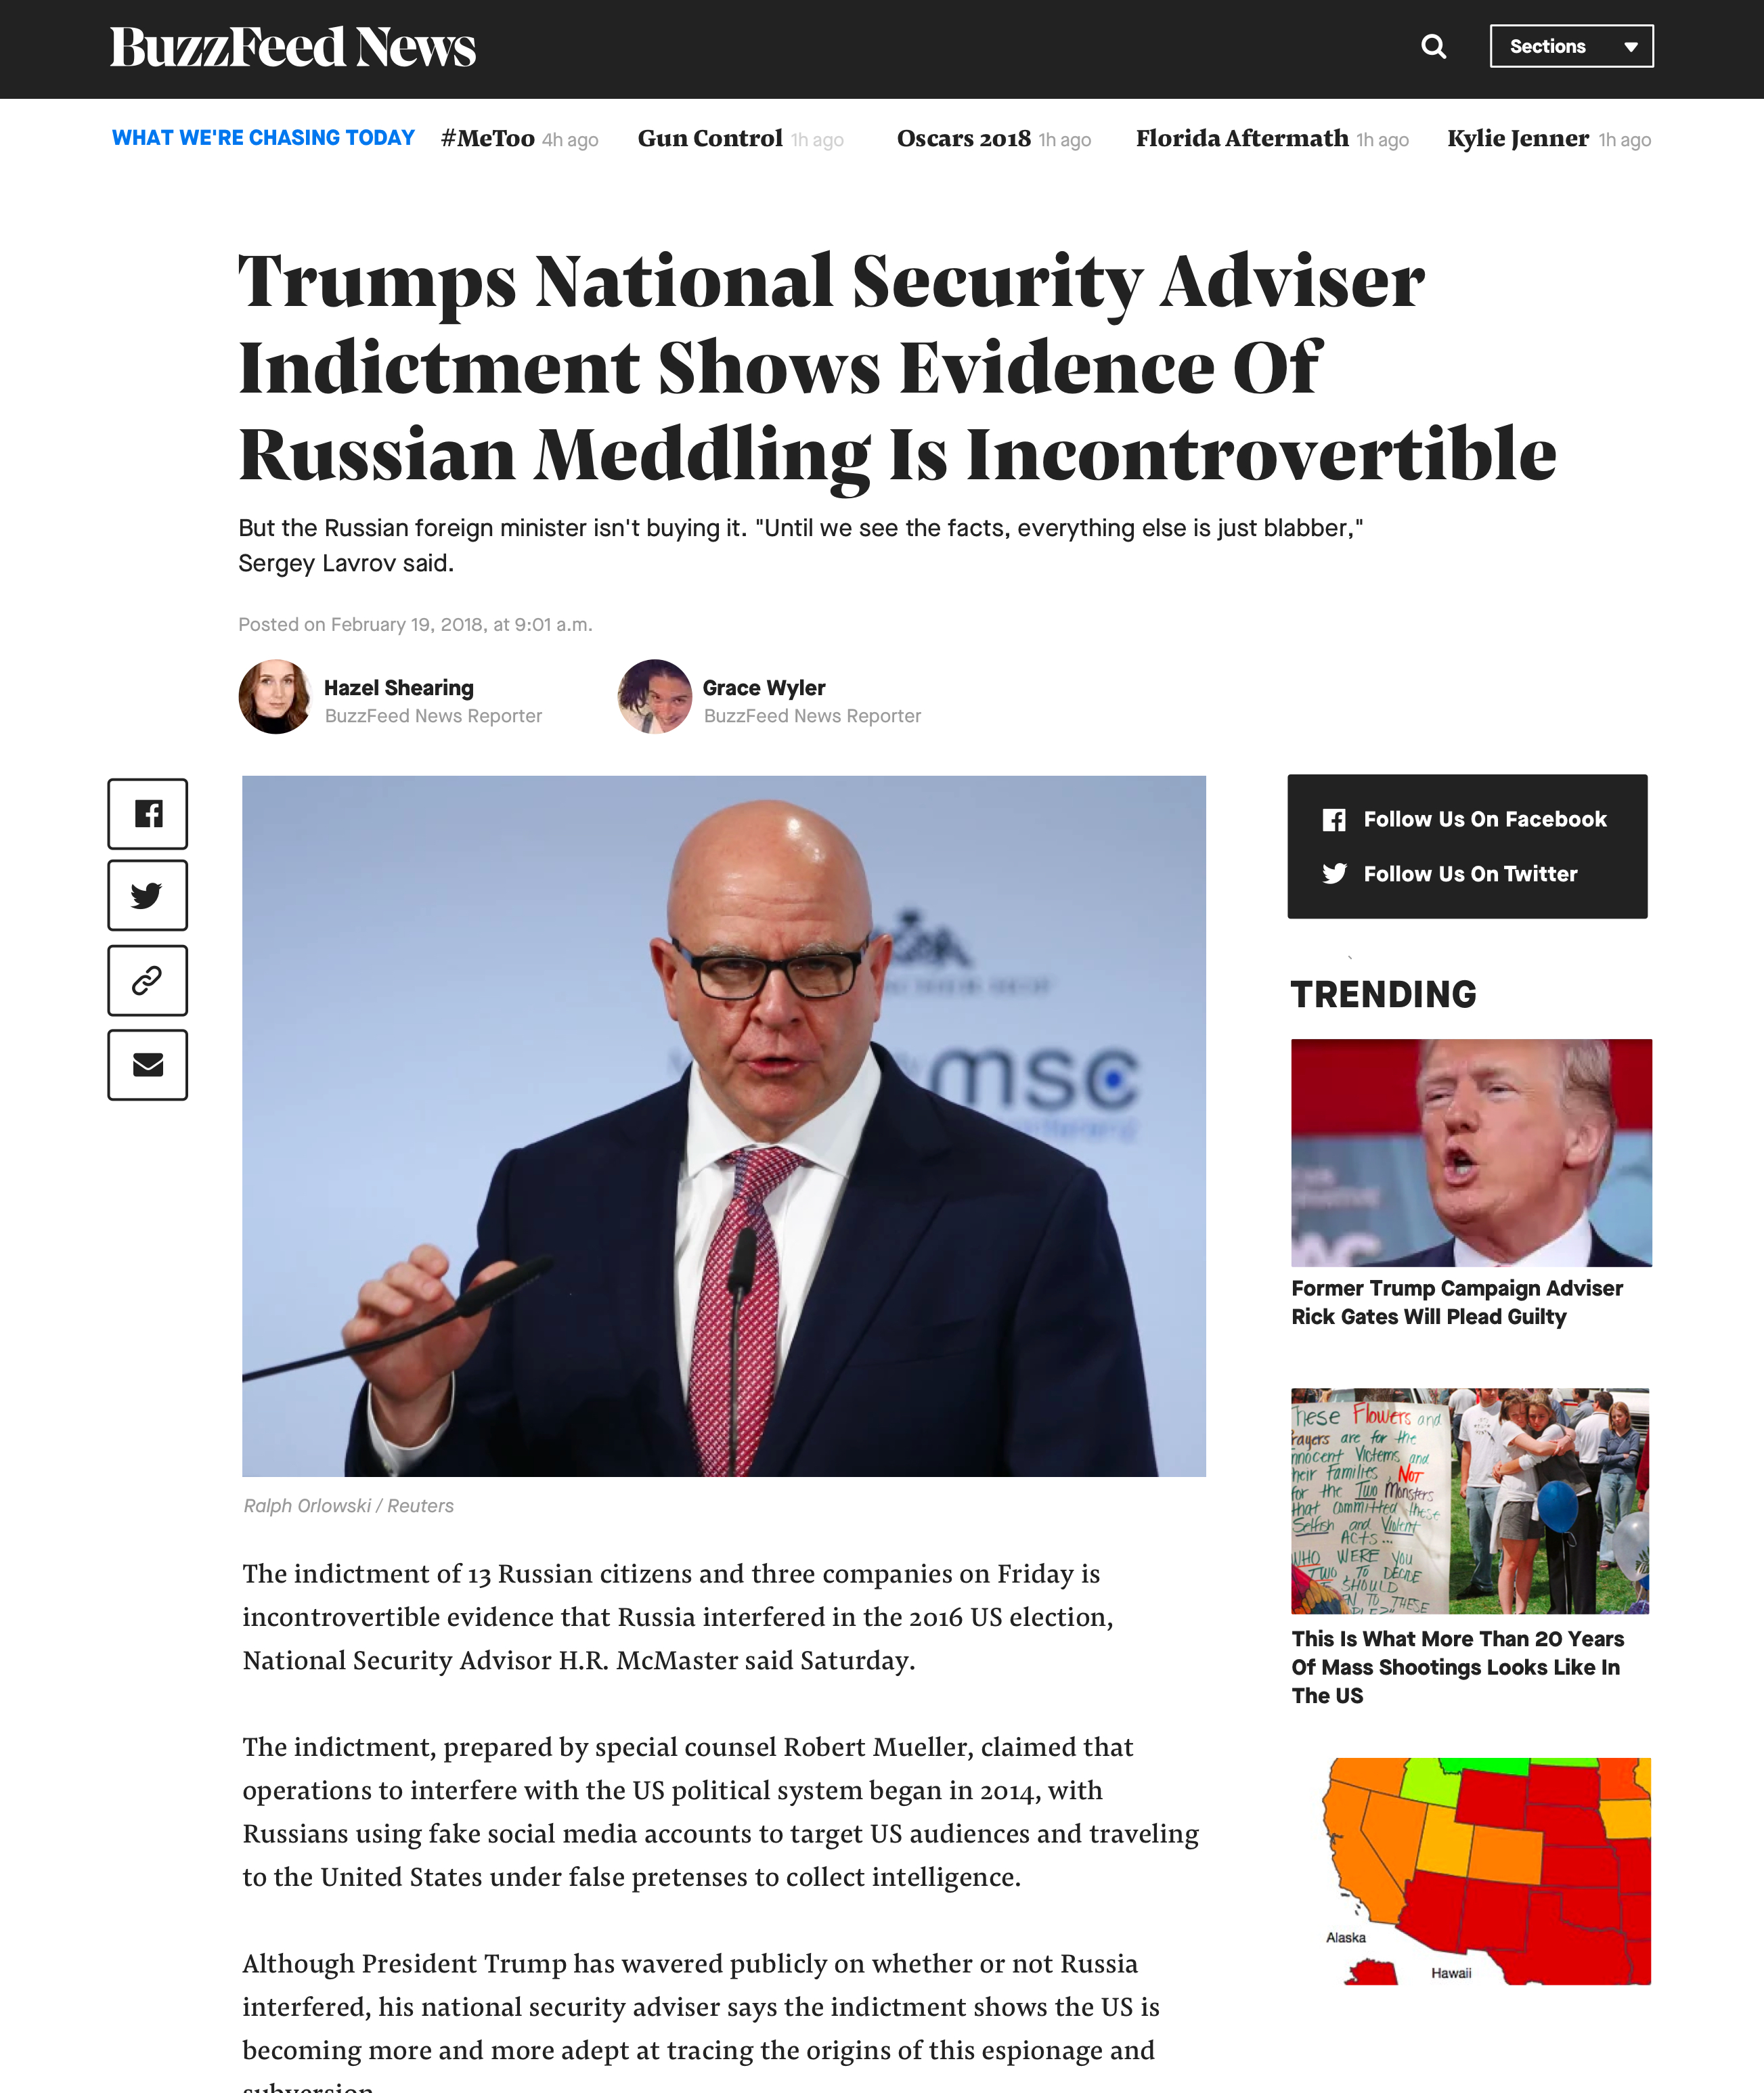 BuzzFeed News
Sections
WHAT WE'RE CHASING TODAY #MeToo 4h ago Gun Control 1h ago Oscars 2018 1h ago Florida Aftermath 1h ago Kylie Jenner 1h ago
Trumps National Security Adviser
Indictment Shows Evidence Of
Russian Meddling Is Incontrovertible
But the Russian foreign minister isn't buying it. "Until we see the facts, everything else is just blabber,"
Sergey Lavrov said.
Posted on February 19, 2018, at 9:01 a.m.
Hazel Shearing
BuzzFeed News Reporter
Grace Wyler
BuzzFeed News Reporter
msc
Ralph Orlowski / Reuters
The indictment of 13 Russian citizens and three companies on Friday is
incontrovertible evidence that Russia interfered in the 2016 US election,
National Security Advisor H.R. McMaster said Saturday.
The indictment, prepared by special counsel Robert Mueller, claimed that
operations to interfere with the US political system began in 2014, with
Russians using fake social media accounts to target US audiences and traveling
to the United States under false pretenses to collect intelligence.
Although President Trump has wavered publicly on whether or not Russia
interfered, his national security adviser says the indictment shows the US is
becoming more and more adept at tracing the origins of this espionage and
subversion.
Follow Us On Facebook
Follow Us On Twitter
TRENDING
Former Trump Campaign Adviser
Rick Gates Will Plead Guilty
hese Flowers and
rayers are for the
nnocent Victims and
heir Families NOT
for the Two Monsters
that committed these
Selfish and Violent
ACTS...
WHO WERE YOU
TWO TO DECIDE
SHOULD
EN TO THESE
This Is What More Than 20 Years
Of Mass Shootings Looks Like In
The US
Alaska
Hawaii